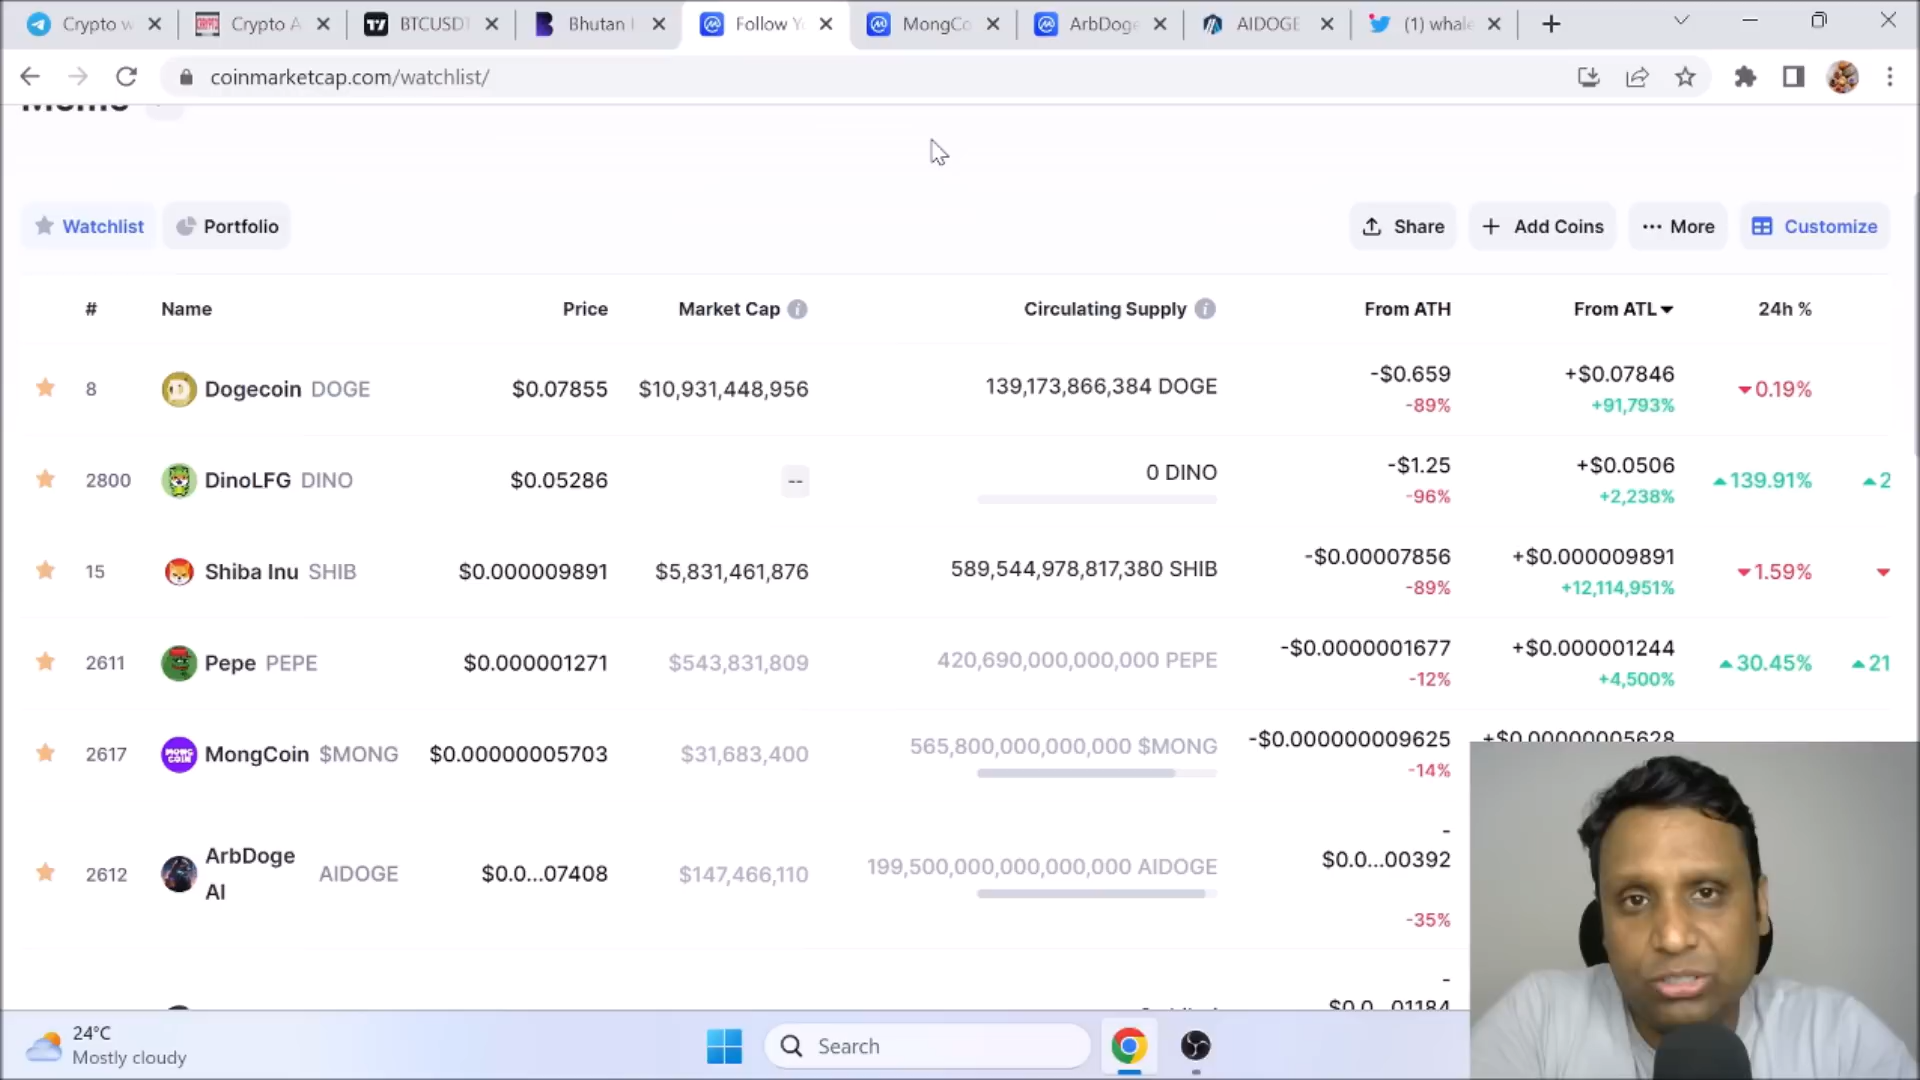 Crypto w
Crypto A
BTCUSDT
Bhutan
Follow Y
MongCo
ArbDoge
AIDOGE
(1) whale
coinmarketcap.com/watchlist/
Watchlist
Portfolio
Share
Add Coins
More
Customize
# Name Price Market Cap Circulating Supply From ATH From ATL 24h %
8 Dogecoin DOGE $0.07855 $10,931,448,956 139,173,866,384 DOGE -$0.659 +$0.07846 0.19%
-89% +91,793%
2800 DinoLFG DINO $0.05286 -- 0 DINO -$1.25 +$0.0506 139.91% 2
-96% +2,238%
15 Shiba Inu SHIB $0.000009891 $5,831,461,876 589,544,978,817,380 SHIB -$0.00007856 +$0.000009891 1.59%
-89% +12,114,951%
2611 Pepe PEPE $0.000001271 $543,831,809 420,690,000,000,000 PEPE -$0.0000001677 +$0.000001244 30.45% 21
-12% +4,500%
2617 MongCoin $MONG $0.00000005703 $31,683,400 565,800,000,000,000 $MONG -$0.000000009625 +$0.00000005628
-14%
2612 ArbDoge AI AIDOGE $0.0...07408 $147,466,110 199,500,000,000,000,000 AIDOGE -
$0.0...00392
-35%
-
$0.0...01184
24°C
Mostly cloudy
Search